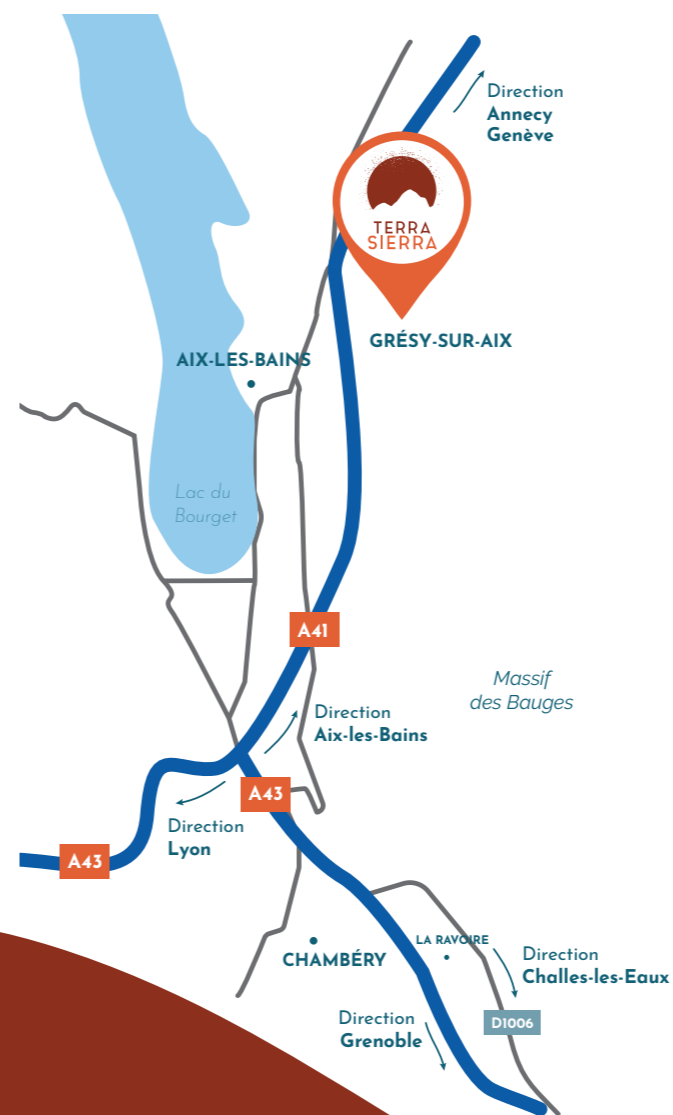 Direction
Annecy
Genève
TERRA
SIERRA
GRÉSY-SUR-AIX
AIX-LES-BAINS
Lac du
Bourget
A41
Massif
des Bauges
Direction
Aix-les-Bains
A43
Direction
Lyon
A43
LA RAVOIRE
CHAMBÉRY
Direction
Challes-les-Eaux
D1006
Direction
Grenoble